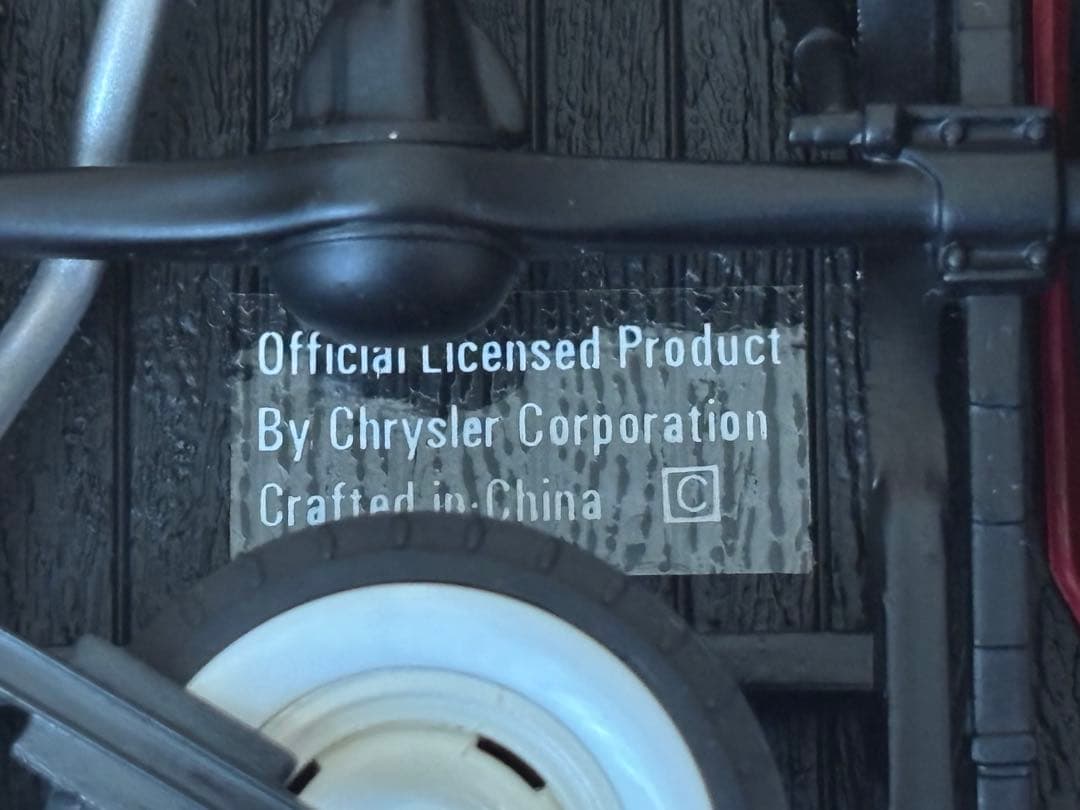 Official Licensed Product
By Chrysler Corporation
Crafted in China C